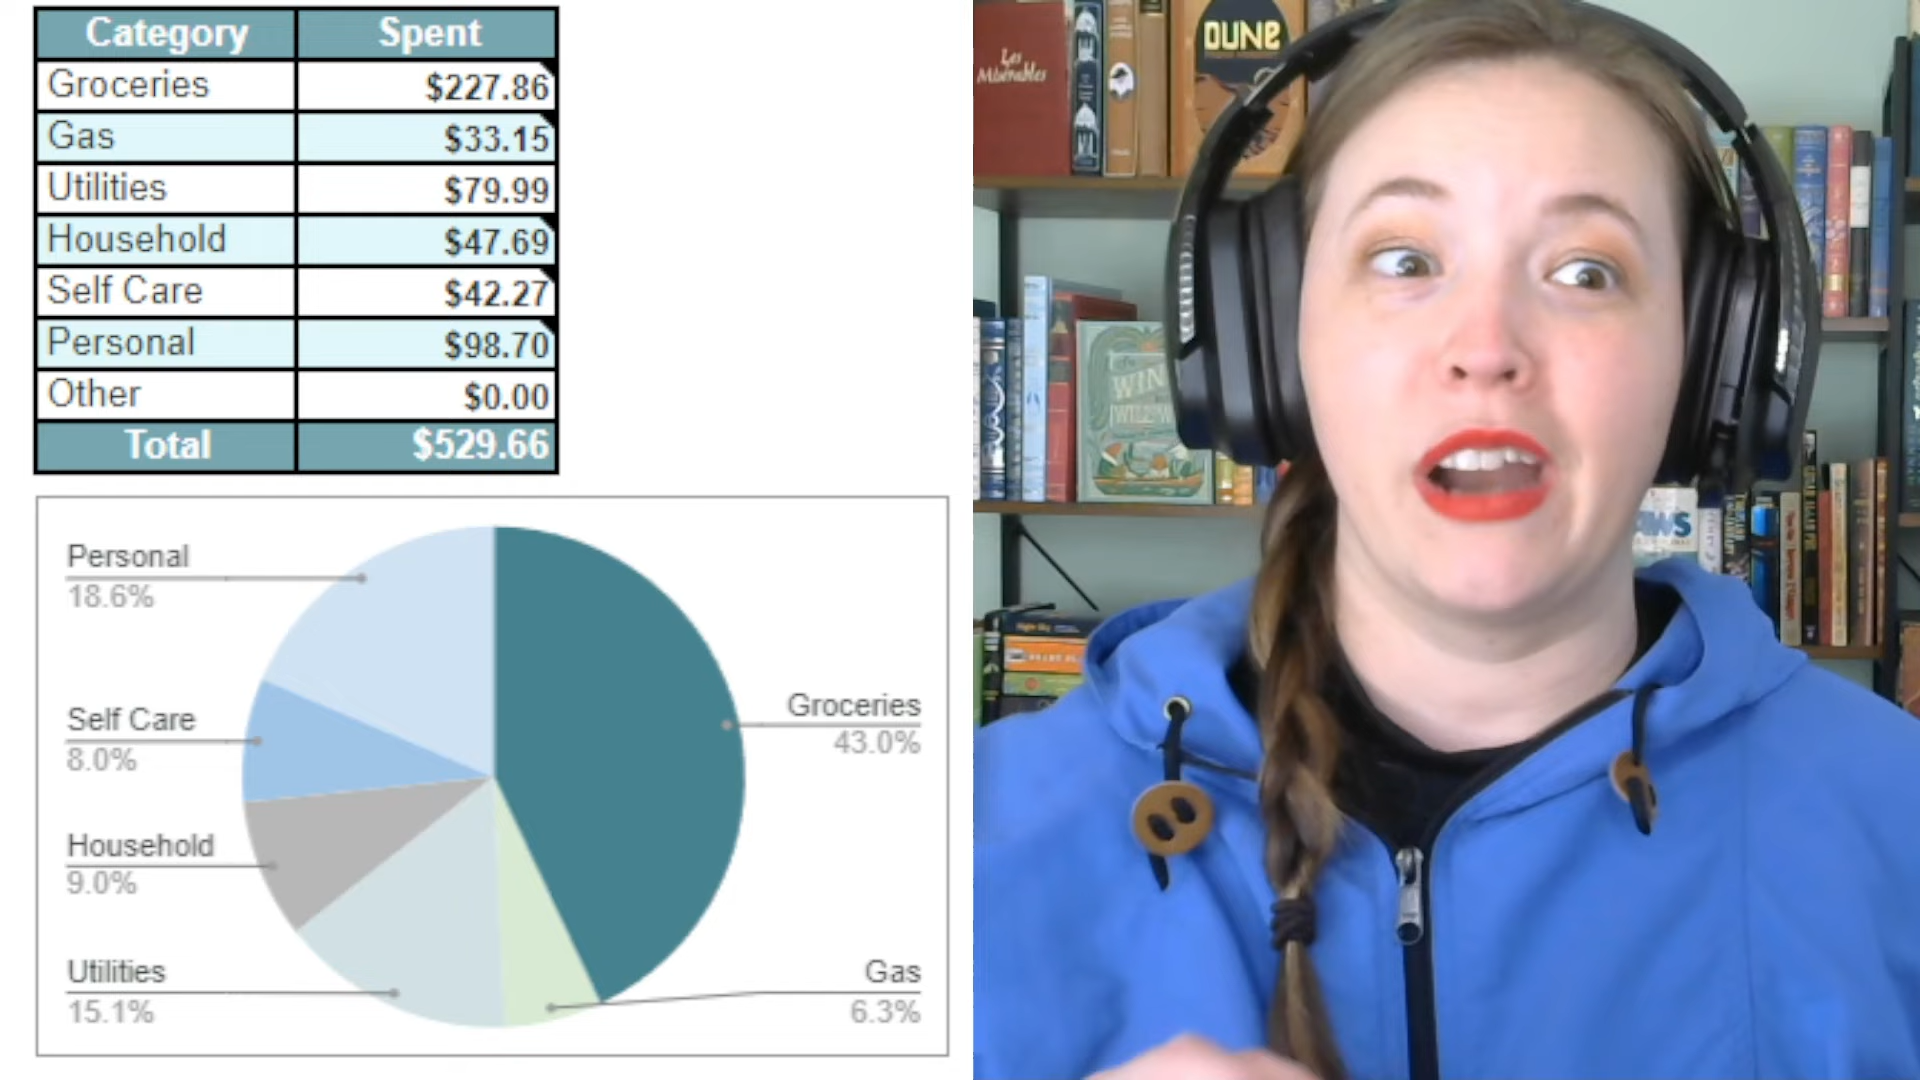 Category Spent
Groceries $227.86
Gas $33.15
Utilities $79.99
Household $47.69
Self Care $42.27
Personal $98.70
Other $0.00
Total $529.66
Personal
18.6%
Self Care
8.0%
Household
9.0%
Utilities
15.1%
Groceries
43.0%
Gas
6.3%
Les
Misérables
DUNE
WIN
WILLOW